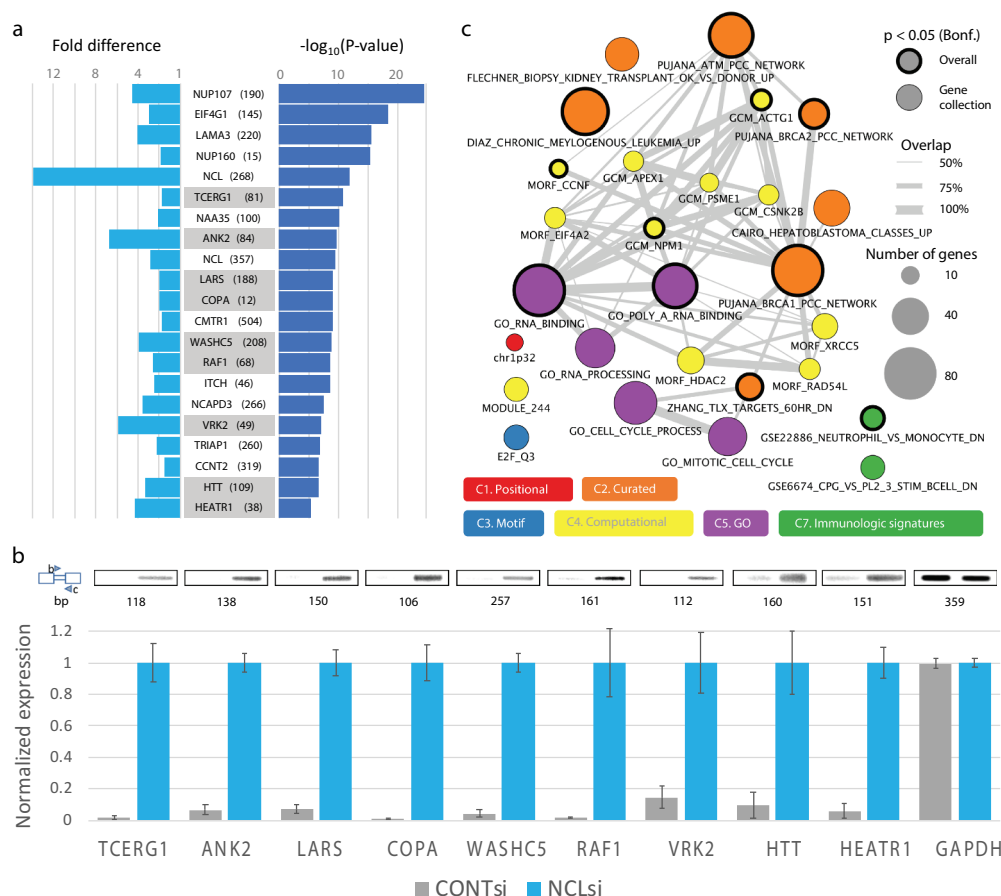 a
Fold difference
-log10(P-value)
12 8 6 4 1
0 10 20
NUP107 (190)
EIF4G1 (145)
LAMA3 (220)
NUP160 (15)
NCL (268)
TCERG1 (81)
NAA35 (100)
ANK2 (84)
NCL (357)
LARS (188)
COPA (12)
CMTR1 (504)
WASHC5 (208)
RAF1 (68)
ITCH (46)
NCAPD3 (266)
VRK2 (49)
TRIAP1 (260)
CCNT2 (319)
HTT (109)
HEATR1 (38)
c
PUJANA_ATM_PCC_NETWORK
FLECHNER_BIOPSY_KIDNEY_TRANSPLANT_OK_VS_DONOR_UP
GCM_ACTG1
PUJANA_BRCA2_PCC_NETWORK
DIAZ_CHRONIC_MEYLOGENOUS_LEUKEMIA_UP
MORF_CCNF
GCM_APEX1
GCM_PSME1
GCM_CSNK2B
CAIRO_HEPATOBLASTOMA_CLASSES_UP
MORF_EIF4A2
GCM_NPM1
PUJANA_BRCA1_PCC_NETWORK
GO_POLY_A_RNA_BINDING
GO_RNA_BINDING
MORF_XRCC5
chr1p32
GO_RNA_PROCESSING
MORF_HDAC2
MORF_RAD54L
MODULE_244
ZHANG_TLX_TARGETS_60HR_DN
GO_CELL_CYCLE_PROCESS
GSE22886_NEUTROPHIL_VS_MONOCYTE_DN
E2F_Q3
GO_MITOTIC_CELL_CYCLE
GSE6674_CPG_VS_PL2_3_STIM_BCELL_DN
p < 0.05 (Bonf.)
Overall
Gene
collection
Overlap
50%
75%
100%
Number of genes
10
40
80
C1. Positional
C2. Curated
C3. Motif
C4. Computational
C5. GO
C7. Immunologic signatures
b
b
c
bp
118 138 150 106 257 161 112 160 151 359
Normalized expression
1.2
1
0.8
0.6
0.4
0.2
0
TCERG1 ANK2 LARS COPA WASHC5 RAF1 VRK2 HTT HEATR1 GAPDH
CONTsi NCLsi